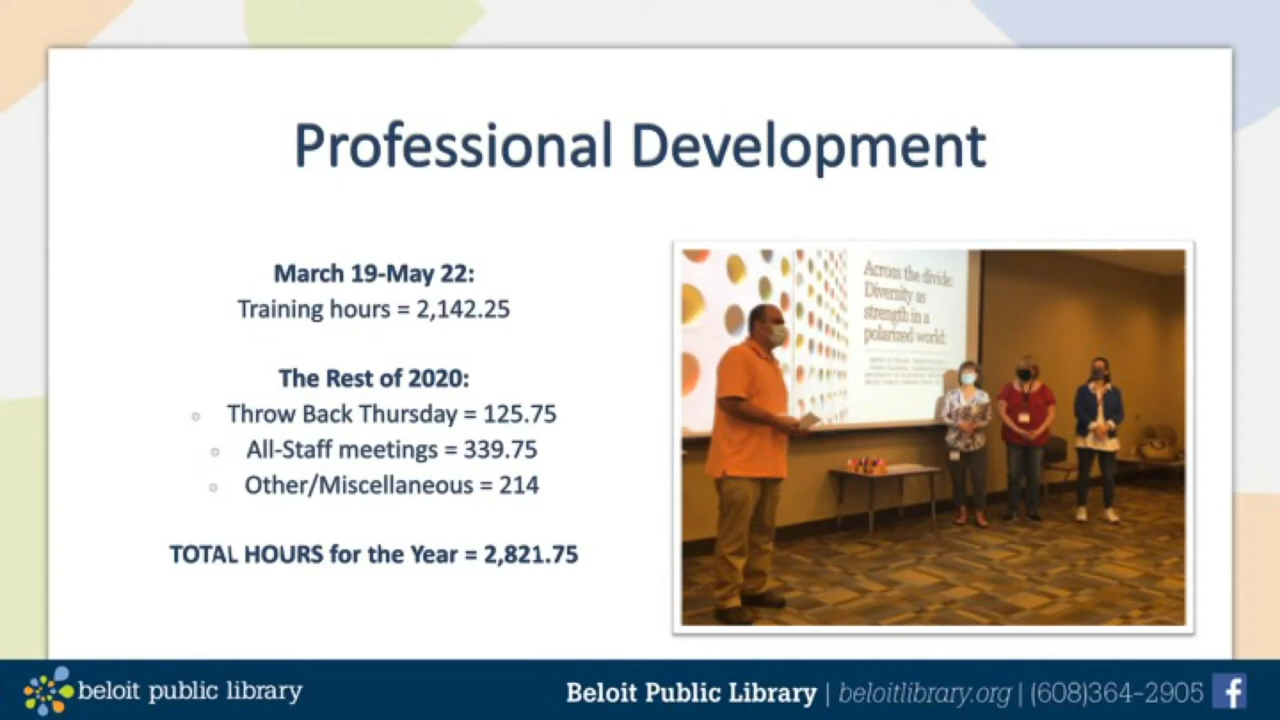 Professional Development
March 19-May 22:
Training hours = 2,142.25
The Rest of 2020:
Throw Back Thursday = 125.75
All-Staff meetings = 339.75
Other/Miscellaneous = 214
TOTAL HOURS for the Year = 2,821.75
Across the divide:
Diversity as
strength in a
polarized world:
beloit public library
Beloit Public Library | beloitlibrary.org | (608)364-2905 f